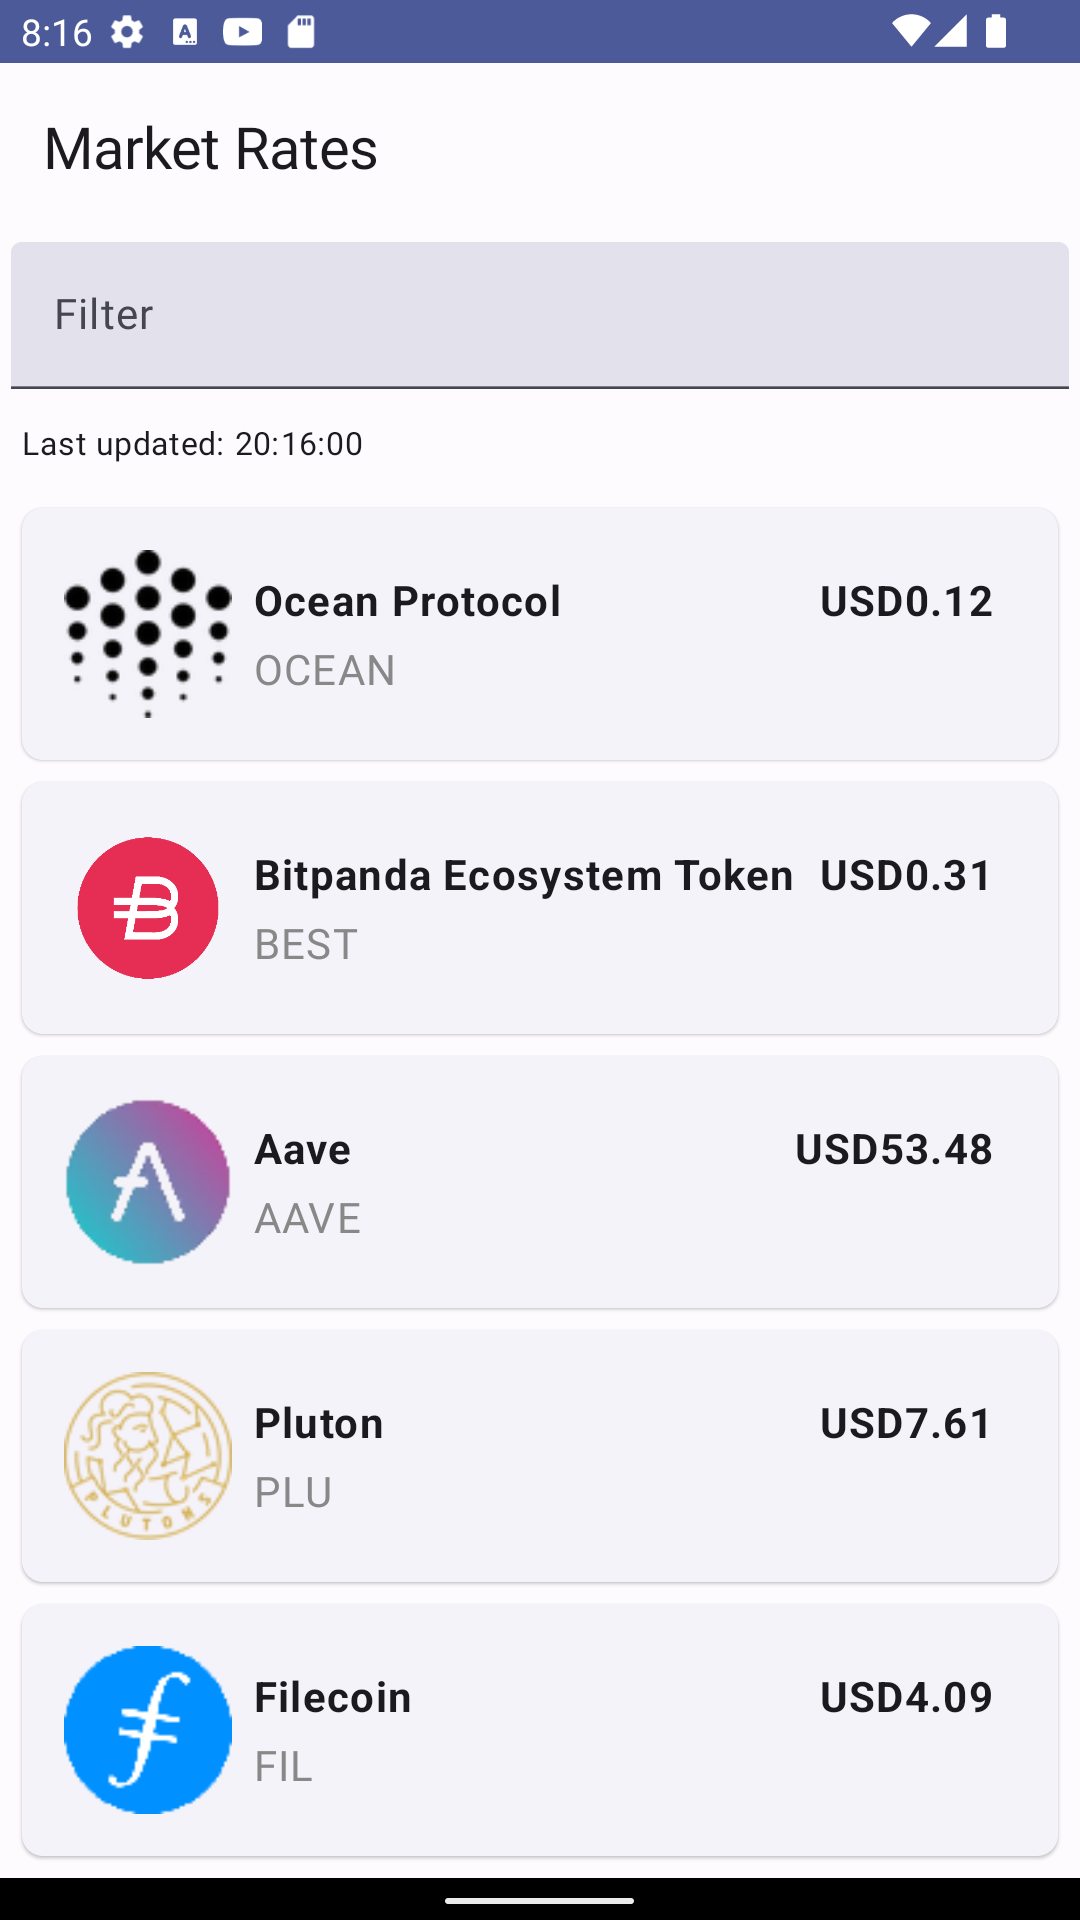 8:16
Market Rates
Filter
Last updated: 20:16:00
Ocean Protocol USD0.12
OCEAN
Bitpanda Ecosystem Token USD0.31
BEST
Aave USD53.48
AAVE
Pluton USD7.61
PLU
PLUTONS
Filecoin USD4.09
FIL